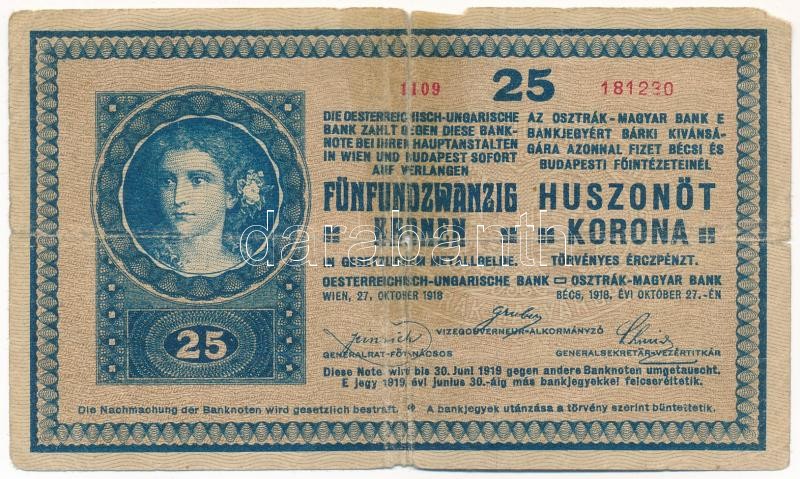 1109 25 181230
DIE OESTERREICHISCH-UNGARISCHE
BANK ZAHLT GEGEN DIESE BANK-
NOTE BEI IHREN HAUPTANSTALTEN
IN WIEN UND BUDAPEST SOFORT
AUF VERLANGEN
FÜNFUNDZWANZIG
KRONEN
IN GESETZLICHEM METALLGELDE.
OESTERREICHISCH-UNGARISCHE BANK
WIEN, 27. OKTOBER 1918
AZ OSZTRÁK-MAGYAR BANK E
BANKJEGYÉRT BÁRKI KIVÁNSÁ-
GÁRA AZONNAL FIZET BÉCSI ÉS
BUDAPESTI FŐINTÉZETEINÉL
HUSZONÖT
KORONA
TÖRVÉNYES ÉRCZPÉNZT.
OSZTRÁK-MAGYAR BANK
BÉCS, 1918. ÉVI OKTÓBER 27.-ÉN
darabanth
25
Gruber
VIZEGOUVERNEUR-ALKORMÁNYZÓ
GENERALRAT-FŐTANÁCSOS
GENERALSEKRETÄR-VEZÉRTITKÁR
Diese Note wird bis 30. Juni 1919 gegen andere Banknoten umgetauscht.
E jegy 1919. évi junius 30.-áig más bankjegyekkel felcseréltetik.
Die Nachmachung der Banknoten wird gesetzlich bestraft. A bankjegyek utánzása a törvény szerint büntettetik.